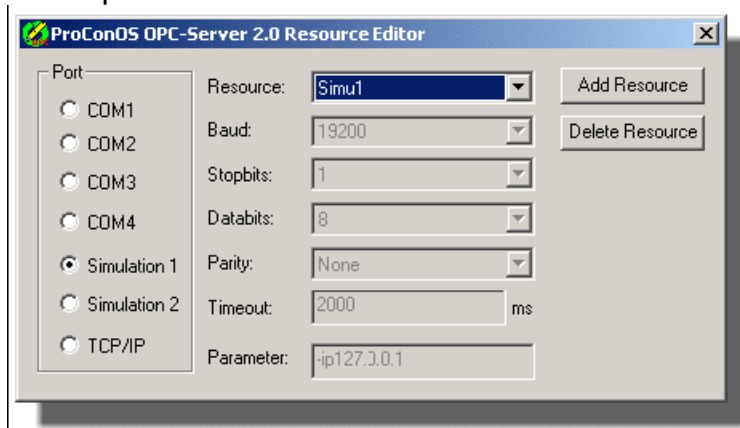 ProConOS OPC-Server 2.0 Resource Editor
Port
COM1
COM2
COM3
COM4
Simulation 1
Simulation 2
TCP/IP
Resource: Simu1
Baud: 19200
Stopbits: 1
Databits: 8
Parity: None
Timeout: 2000 ms
Parameter: -ip127.0.0.1
Add Resource
Delete Resource